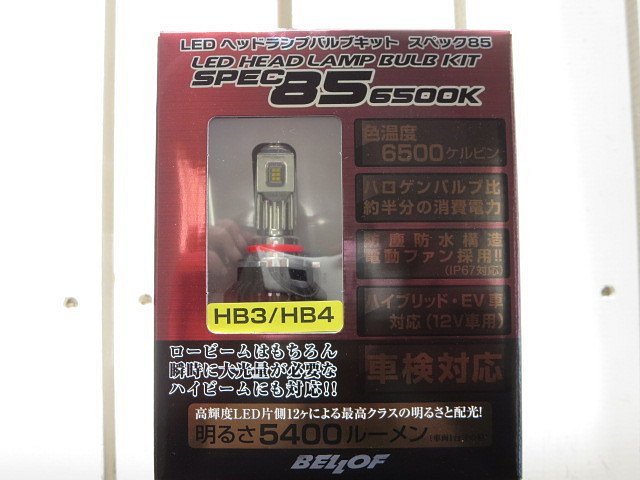 LED ヘッドランプバルブキット スペック85
LED HEAD LAMP BULB KIT
SPEC85 6500K
色温度
6500ケルビン
ハロゲンバルブ比
約半分の消費電力
防塵防水構造
電動ファン採用!!
(IP67対応)
ハイブリッド・EV車
対応(12V車用)
車検対応
HB3/HB4
ロービームはもちろん
瞬時に大光量が必要な
ハイビームにも対応!!
高輝度LED片側12ヶによる最高クラスの明るさと配光!
明るさ5400ルーメン
BELLOF